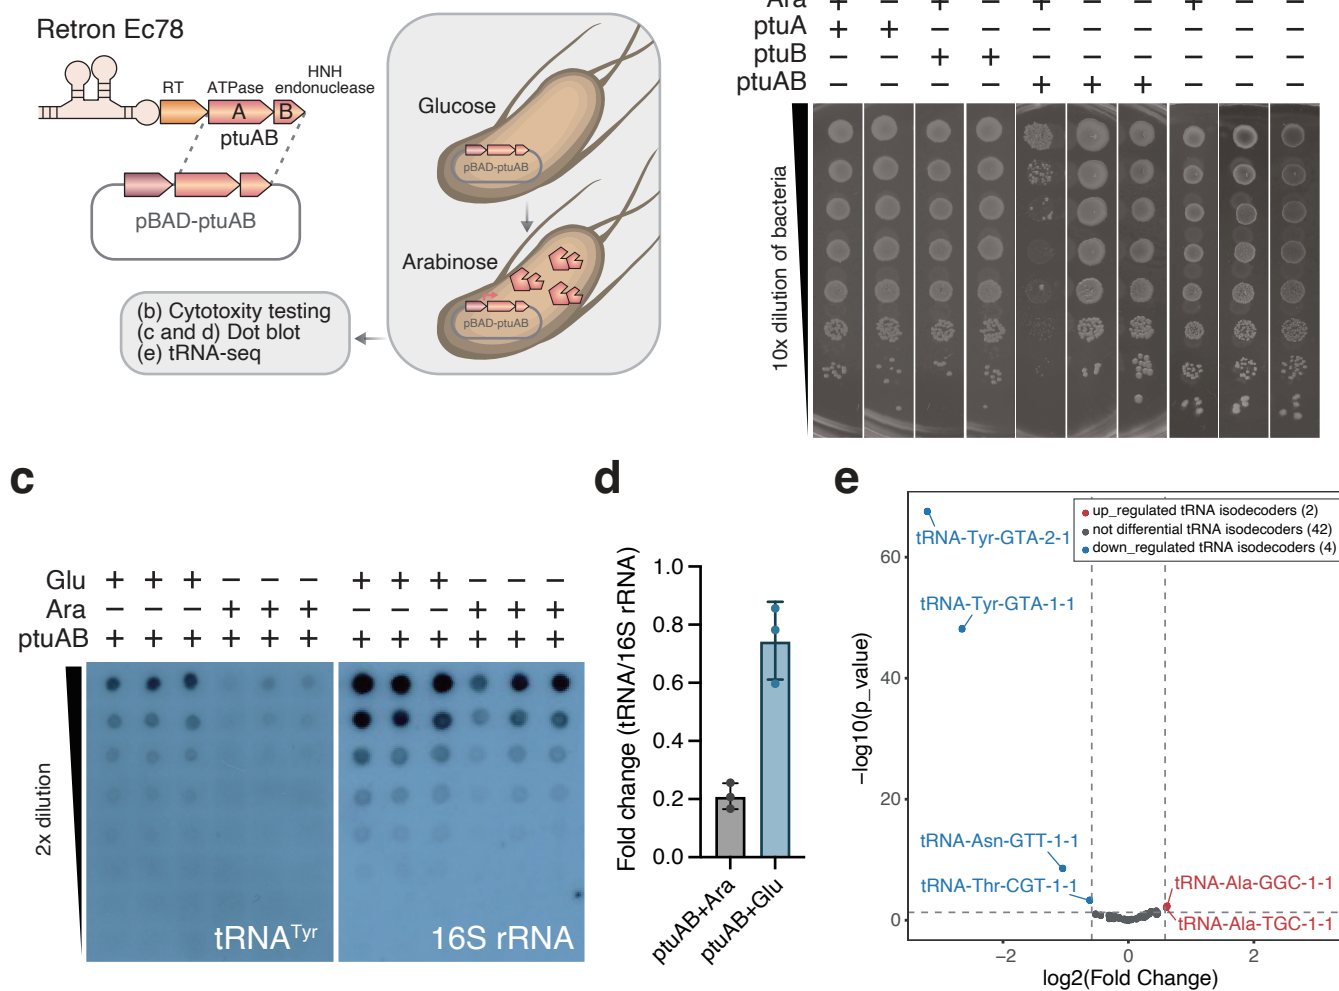 Retron Ec78
RT
ATPase
HNH
endonuclease
A
B
ptuAB
pBAD-ptuAB
Glucose
pBAD-ptuAB
Arabinose
pBAD-ptuAB
(b) Cytotoxity testing
(c and d) Dot blot
(e) tRNA-seq
Ara + − + − + − − + − −
ptuA + + − − − − − − − −
ptuB − − + + − − − − − −
ptuAB − − − − + + + − − −
10x dilution of bacteria
c
Glu + + + − − − + + + − − −
Ara − − − + + + − − − + + +
ptuAB + + + + + + + + + + + +
2x dilution
tRNATyr
16S rRNA
d
Fold change (tRNA/16S rRNA)
1.0
0.8
0.6
0.4
0.2
0.0
ptuAB+Ara
ptuAB+Glu
e
up_regulated tRNA isodecoders (2)
not differential tRNA isodecoders (42)
down_regulated tRNA isodecoders (4)
tRNA-Tyr-GTA-2-1
tRNA-Tyr-GTA-1-1
tRNA-Asn-GTT-1-1
tRNA-Thr-CGT-1-1
tRNA-Ala-GGC-1-1
tRNA-Ala-TGC-1-1
−log10(p_value)
60
40
20
0
−2
0
2
log2(Fold Change)